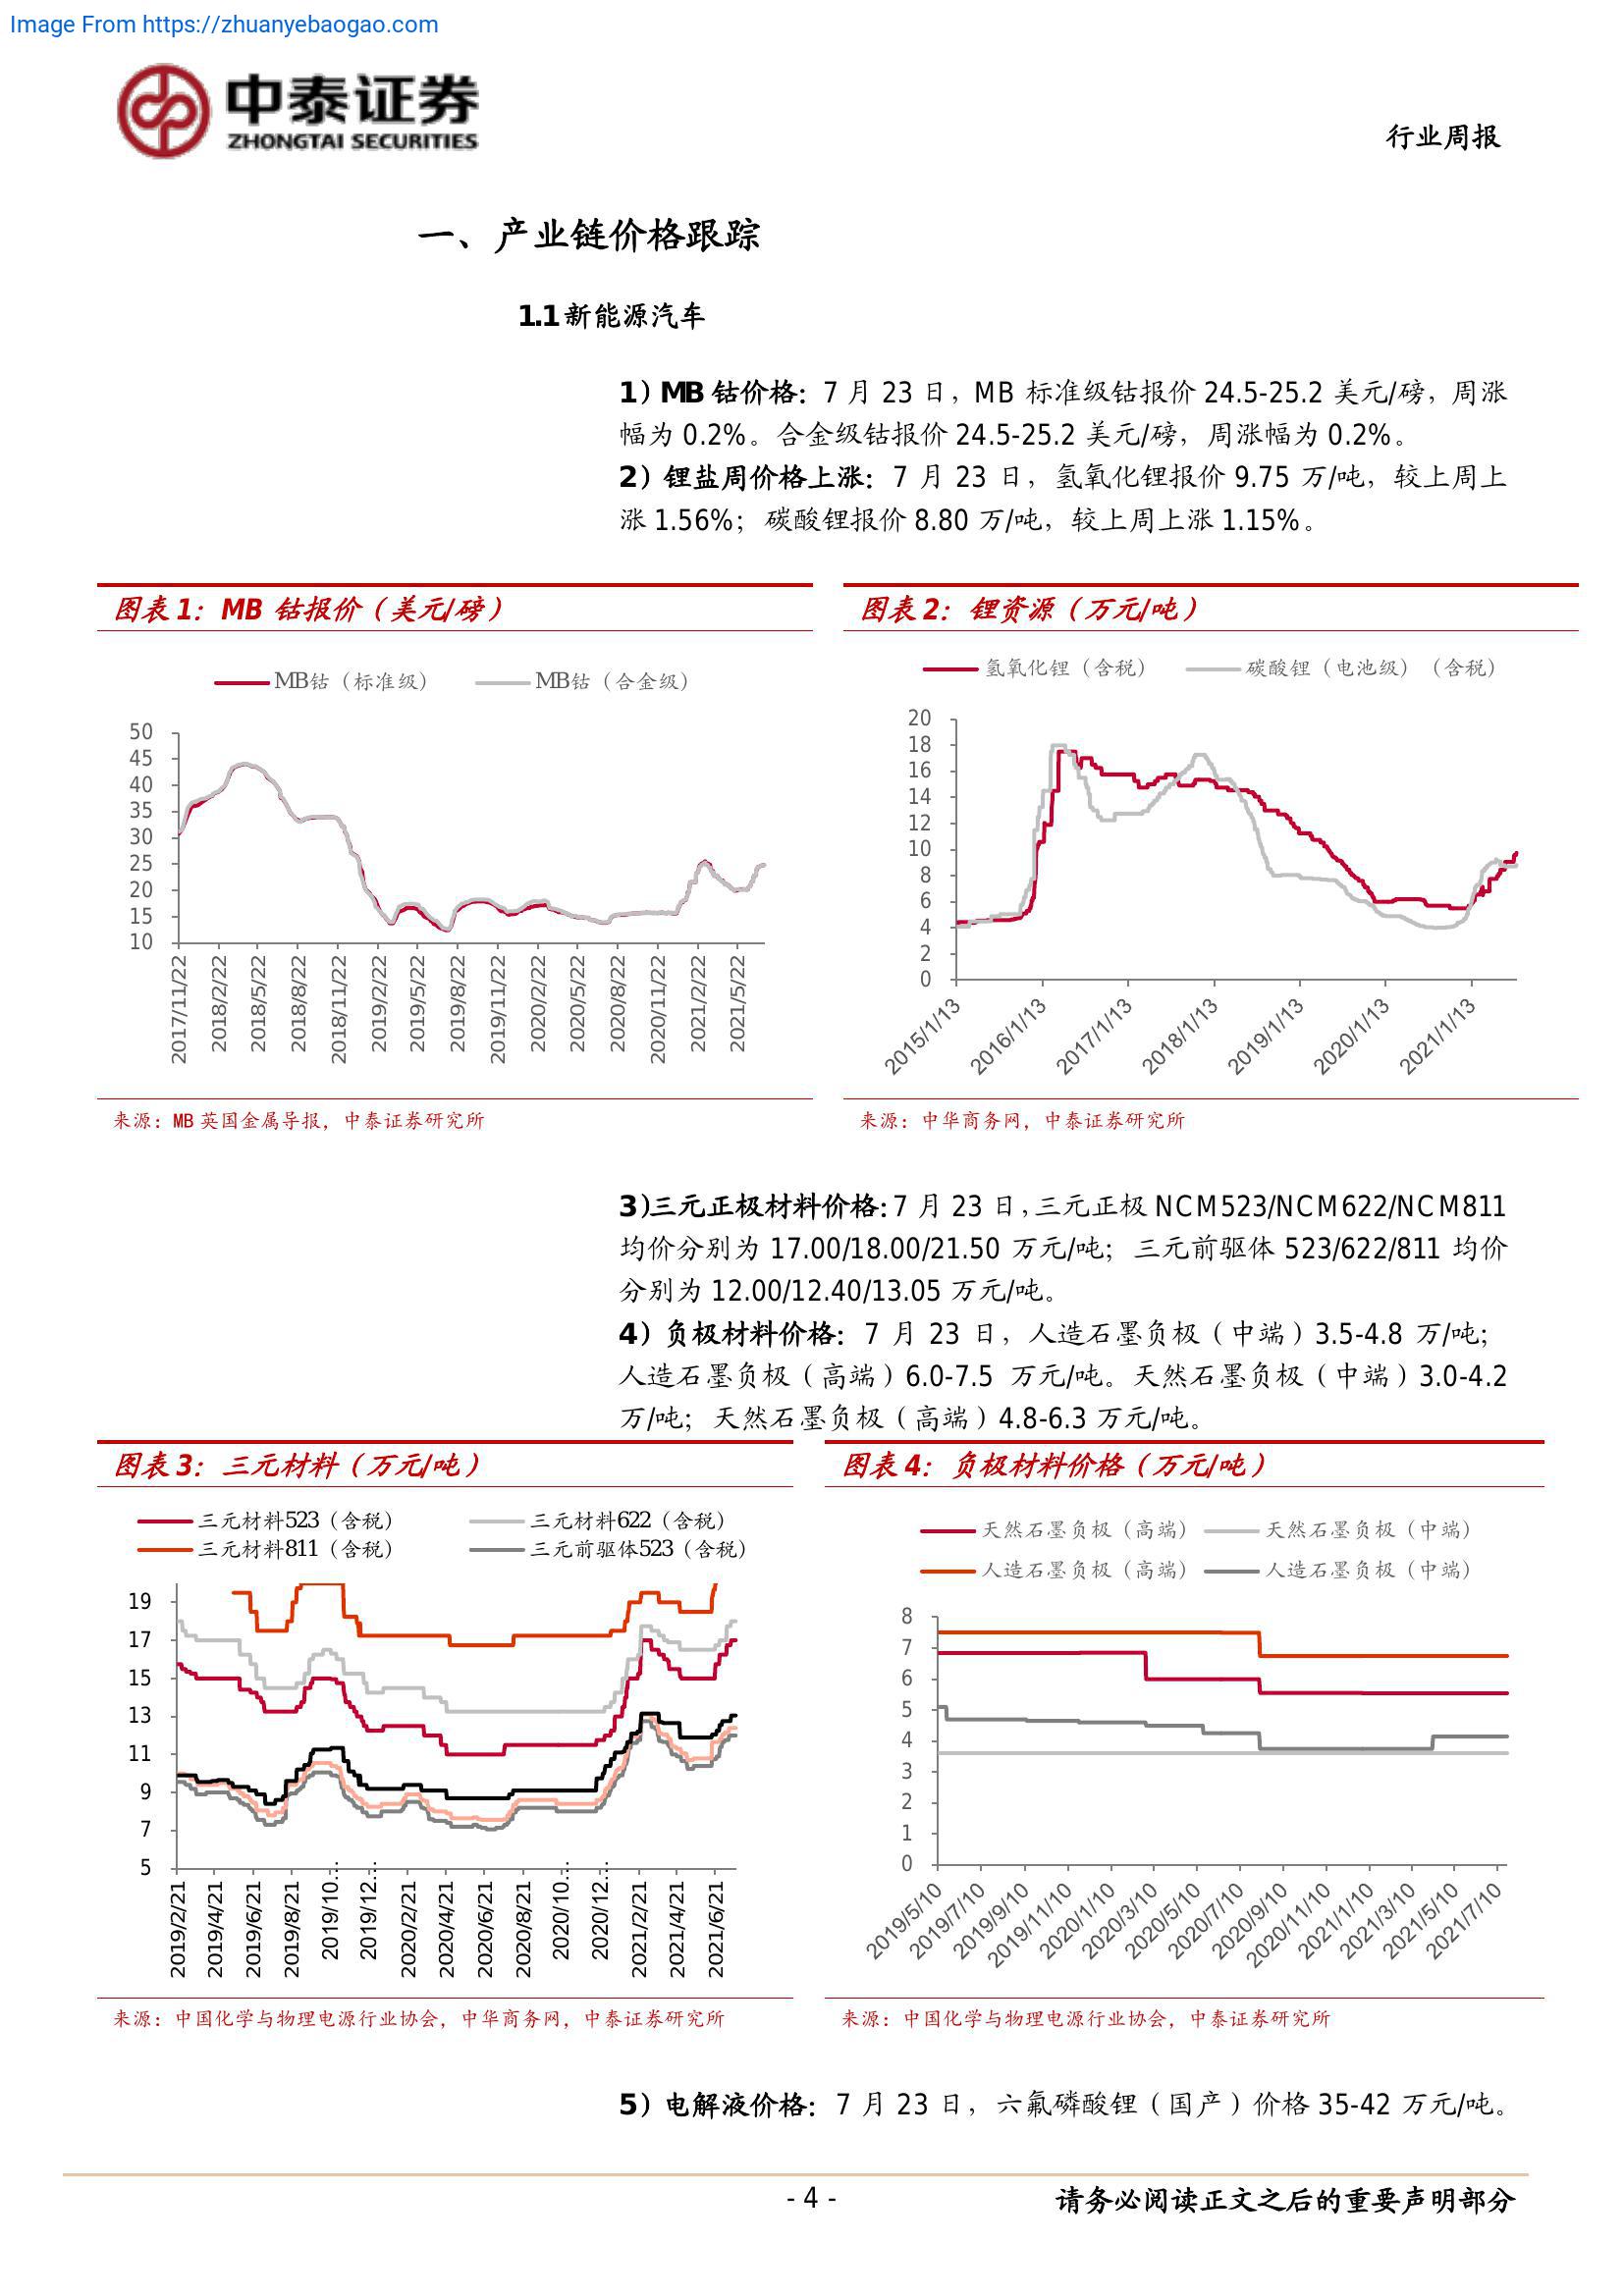 Image From https://zhuanyebaogao.com
中泰证券
ZHONGTAI SECURITIES
行业周报
一、产业链价格跟踪
1.1 新能源汽车
1）MB 钴价格：7 月 23 日，MB 标准级钴报价 24.5-25.2 美元/磅，周涨
幅为 0.2%。合金级钴报价 24.5-25.2 美元/磅，周涨幅为 0.2%。
2）锂盐周价格上涨：7 月 23 日，氢氧化锂报价 9.75 万/吨，较上周上
涨 1.56%；碳酸锂报价 8.80 万/吨，较上周上涨 1.15%。
图表 1：MB 钴报价（美元/磅）
MB钴（标准级） MB钴（合金级）
50
45
40
35
30
25
20
15
10
2017/11/22 2018/2/22 2018/5/22 2018/8/22 2018/11/22 2019/2/22 2019/5/22 2019/8/22 2019/11/22 2020/2/22 2020/5/22 2020/8/22 2020/11/22 2021/2/22 2021/5/22
来源：MB 英国金属导报，中泰证券研究所
图表 2：锂资源（万元/吨）
氢氧化锂（含税） 碳酸锂（电池级）（含税）
20
18
16
14
12
10
8
6
4
2
0
2015/1/13 2016/1/13 2017/1/13 2018/1/13 2019/1/13 2020/1/13 2021/1/13
来源：中华商务网，中泰证券研究所
3）三元正极材料价格：7 月 23 日，三元正极 NCM523/NCM622/NCM811
均价分别为 17.00/18.00/21.50 万元/吨；三元前驱体 523/622/811 均价
分别为 12.00/12.40/13.05 万元/吨。
4）负极材料价格：7 月 23 日，人造石墨负极（中端）3.5-4.8 万/吨；
人造石墨负极（高端）6.0-7.5 万元/吨。天然石墨负极（中端）3.0-4.2
万/吨；天然石墨负极（高端）4.8-6.3 万元/吨。
图表 3：三元材料（万元/吨）
三元材料523（含税） 三元材料622（含税）
三元材料811（含税） 三元前驱体523（含税）
19
17
15
13
11
9
7
5
2019/2/21 2019/4/21 2019/6/21 2019/8/21 2019/10… 2019/12… 2020/2/21 2020/4/21 2020/6/21 2020/8/21 2020/10… 2020/12… 2021/2/21 2021/4/21 2021/6/21
来源：中国化学与物理电源行业协会，中华商务网，中泰证券研究所
图表 4：负极材料价格（万元/吨）
天然石墨负极（高端） 天然石墨负极（中端）
人造石墨负极（高端） 人造石墨负极（中端）
8
7
6
5
4
3
2
1
0
2019/5/10 2019/7/10 2019/9/10 2019/11/10 2020/1/10 2020/3/10 2020/5/10 2020/7/10 2020/9/10 2020/11/10 2021/1/10 2021/3/10 2021/5/10 2021/7/10
来源：中国化学与物理电源行业协会，中泰证券研究所
5）电解液价格：7 月 23 日，六氟磷酸锂（国产）价格 35-42 万元/吨。
- 4 -
请务必阅读正文之后的重要声明部分